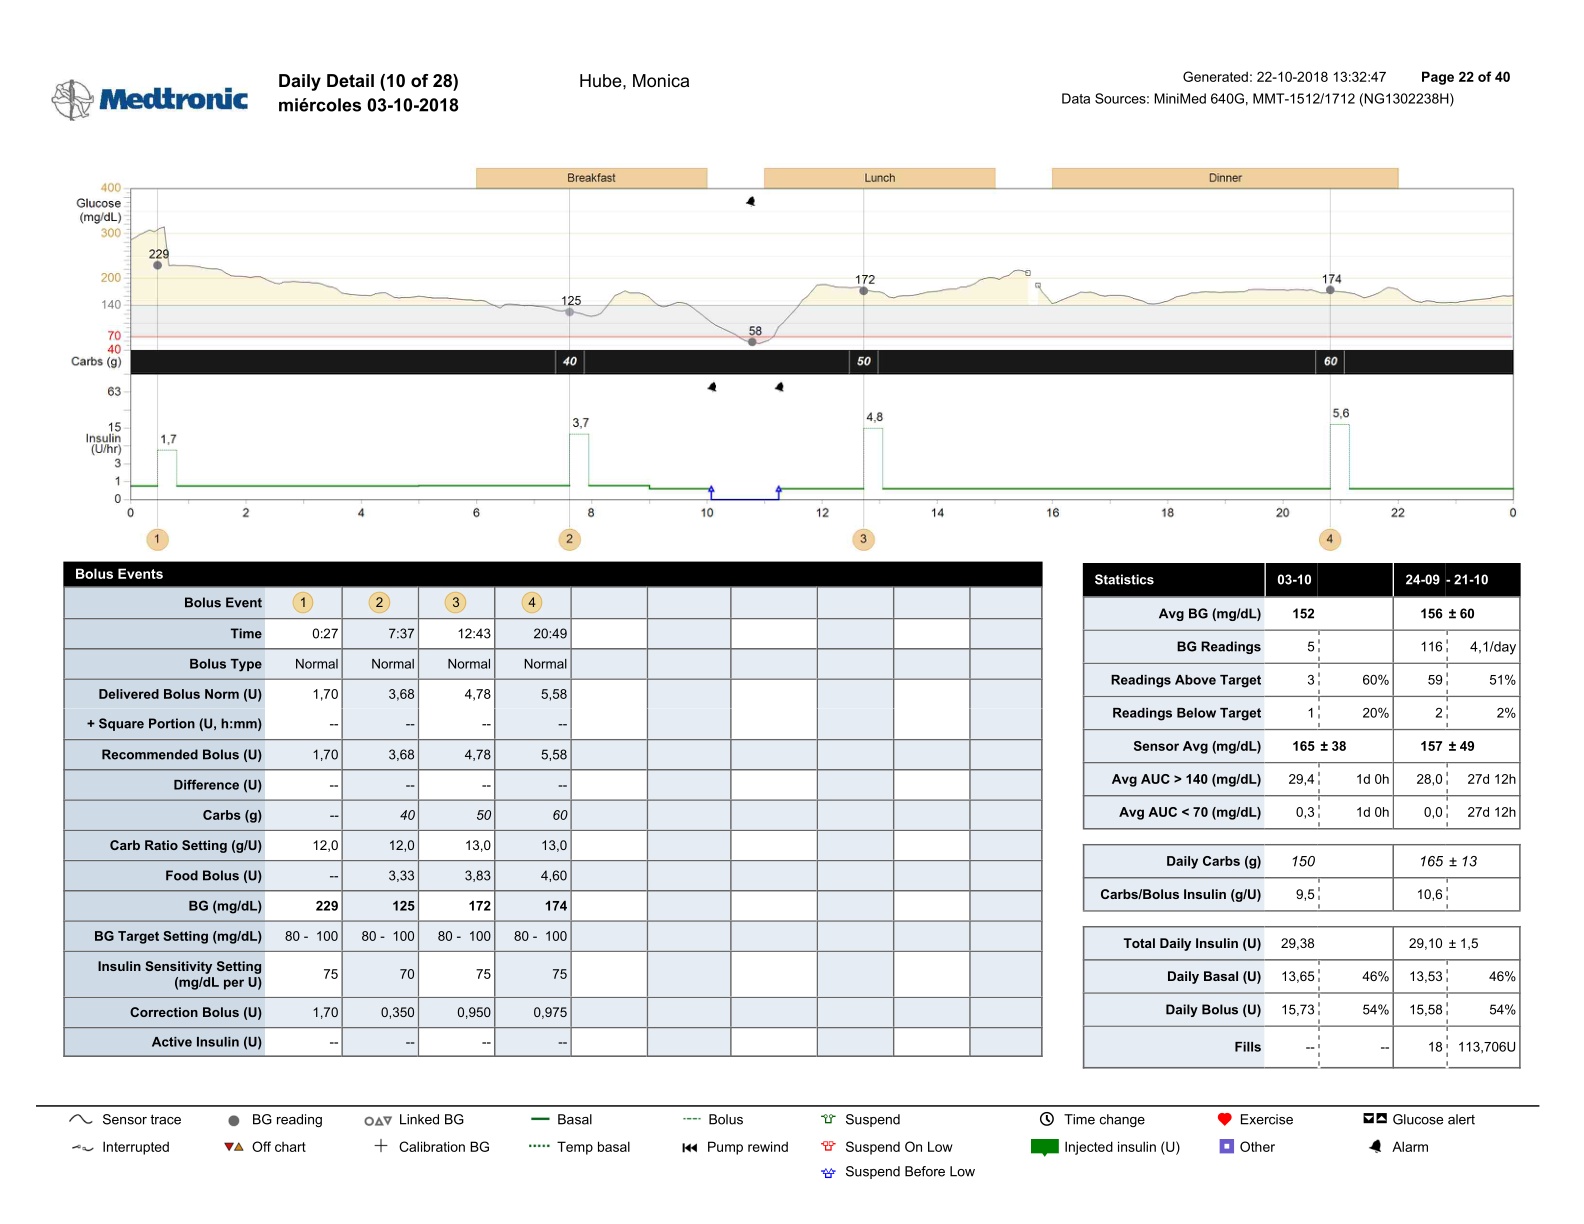 Medtronic
Daily Detail (10 of 28)
miércoles 03-10-2018
Hube, Monica
Generated: 22-10-2018 13:32:47 Page 22 of 40
Data Sources: MiniMed 640G, MMT-1512/1712 (NG1302238H)
Breakfast Lunch Dinner
400
Glucose
(mg/dL)
300
229
200
172 174
140
125
70
58
40
Carbs (g) 40 50 60
63
15
Insulin
(U/hr)
1,7 3,7 4,8 5,6
3
1
0
0 2 4 6 8 10 12 14 16 18 20 22 0
1 2 3 4
Bolus Events
Bolus Event 1 2 3 4
Time 0:27 7:37 12:43 20:49
Bolus Type Normal Normal Normal Normal
Delivered Bolus Norm (U) 1,70 3,68 4,78 5,58
+ Square Portion (U, h:mm) -- -- -- --
Recommended Bolus (U) 1,70 3,68 4,78 5,58
Difference (U) -- -- -- --
Carbs (g) -- 40 50 60
Carb Ratio Setting (g/U) 12,0 12,0 13,0 13,0
Food Bolus (U) -- 3,33 3,83 4,60
BG (mg/dL) 229 125 172 174
BG Target Setting (mg/dL) 80 - 100 80 - 100 80 - 100 80 - 100
Insulin Sensitivity Setting
(mg/dL per U) 75 70 75 75
Correction Bolus (U) 1,70 0,350 0,950 0,975
Active Insulin (U) -- -- -- --
Statistics 03-10 24-09 - 21-10
Avg BG (mg/dL) 152 156 ± 60
BG Readings 5 116 4,1/day
Readings Above Target 3 60% 59 51%
Readings Below Target 1 20% 2 2%
Sensor Avg (mg/dL) 165 ± 38 157 ± 49
Avg AUC > 140 (mg/dL) 29,4 1d 0h 28,0 27d 12h
Avg AUC < 70 (mg/dL) 0,3 1d 0h 0,0 27d 12h
Daily Carbs (g) 150 165 ± 13
Carbs/Bolus Insulin (g/U) 9,5 10,6
Total Daily Insulin (U) 29,38 29,10 ± 1,5
Daily Basal (U) 13,65 46% 13,53 46%
Daily Bolus (U) 15,73 54% 15,58 54%
Fills -- -- 18 113,706U
Sensor trace BG reading Linked BG Basal Bolus Suspend Time change Exercise Glucose alert
Interrupted Off chart Calibration BG Temp basal Pump rewind Suspend On Low Injected insulin (U) Other Alarm
Suspend Before Low